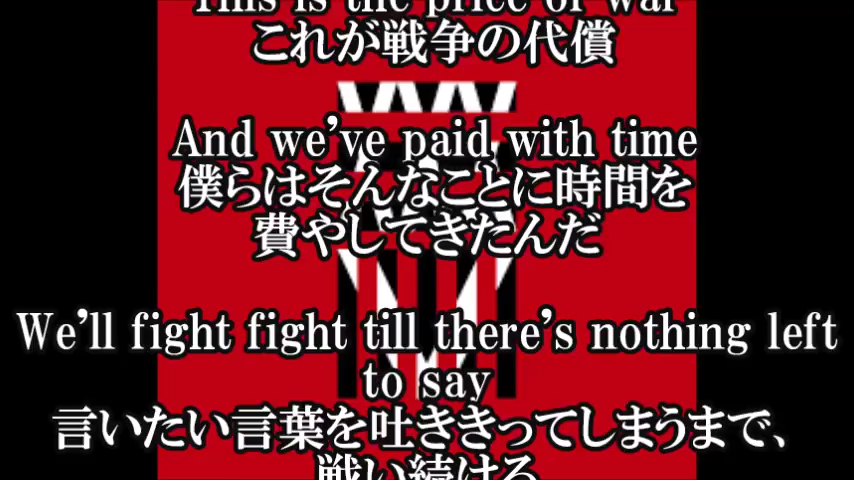 This is the price of war
これが戦争の代償
And we've paid with time
僕らはそんなことに時間を
費やしてきたんだ
We'll fight fight till there's nothing left
to say
言いたい言葉を吐ききってしまうまで、
戦い続ける